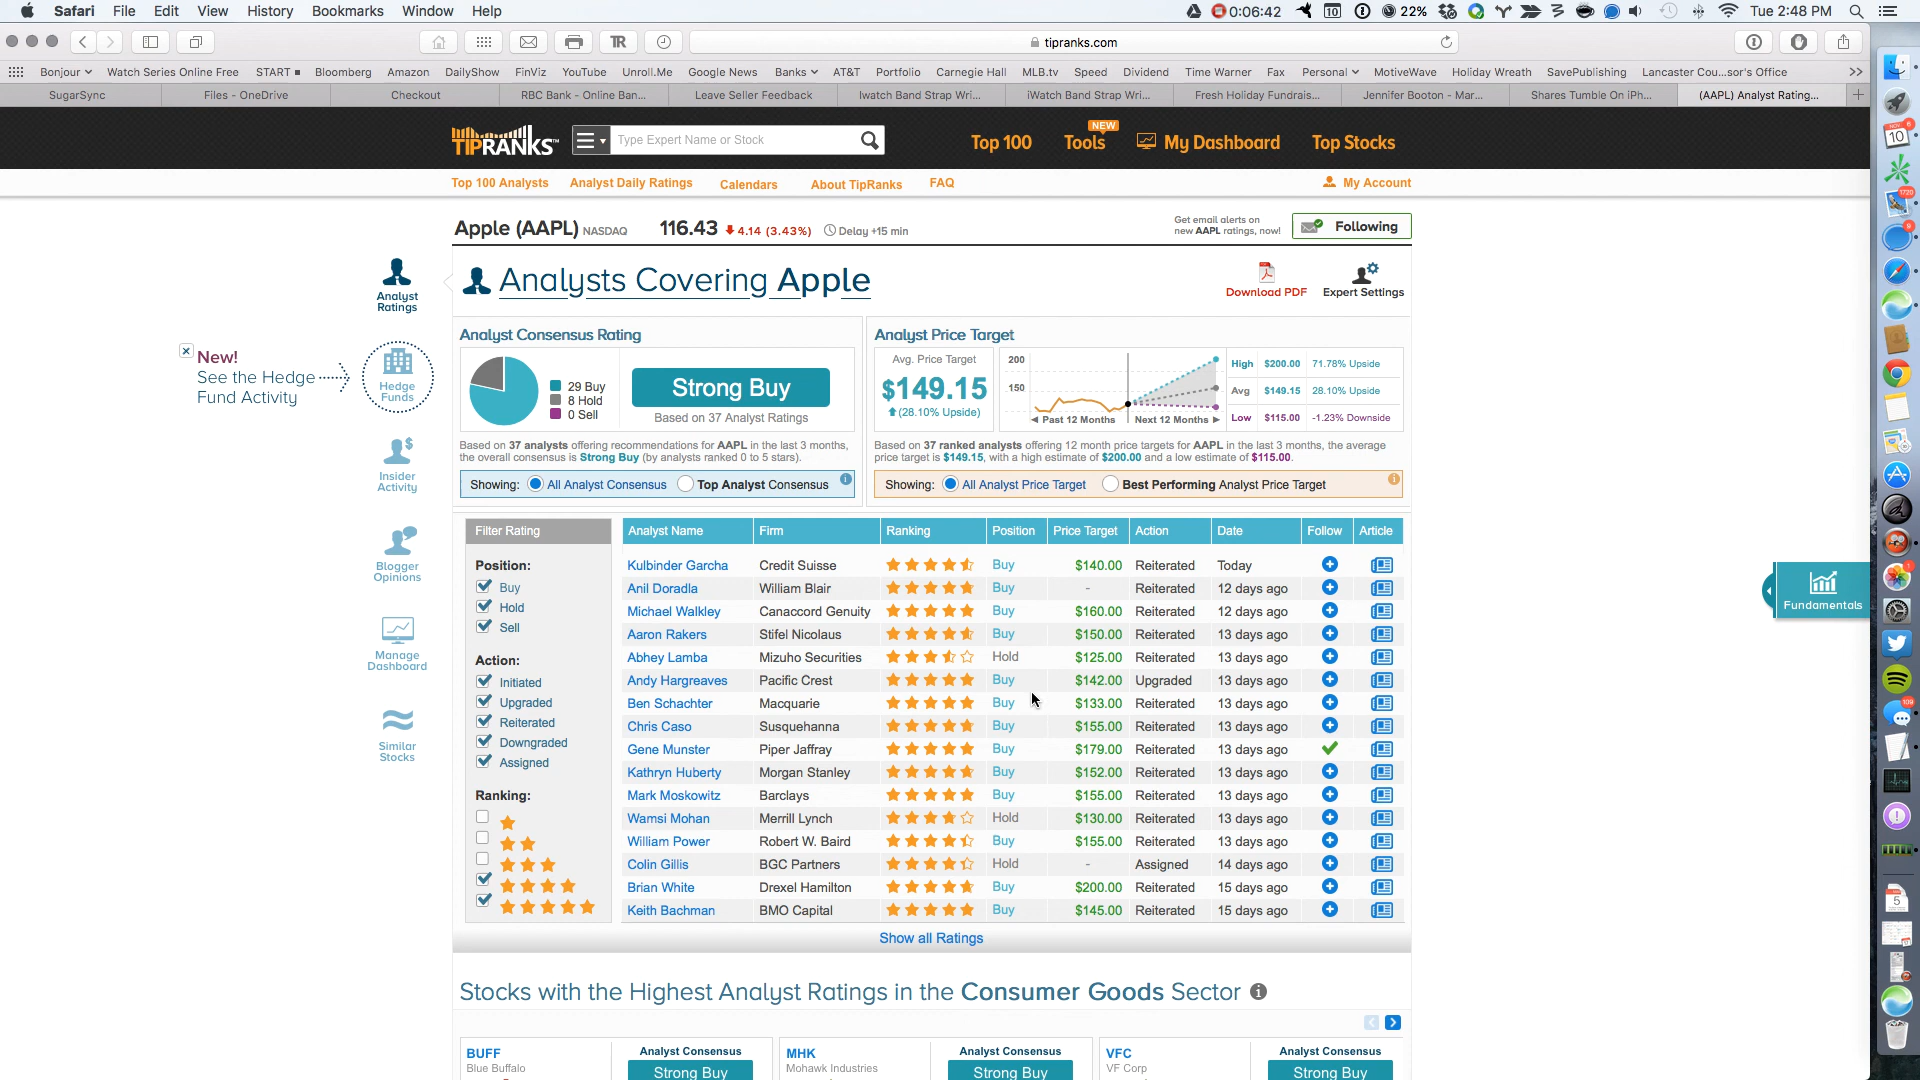 Safari File Edit View History Bookmarks Window Help
0:06:42 10 22% Tue 2:48 PM
TR tipranks.com
Bonjour Watch Series Online Free START Bloomberg Amazon DailyShow FinViz YouTube Unroll.Me Google News Banks AT&T Portfolio Carnegie Hall MLB.tv Speed Dividend Time Warner Fax Personal MotiveWave Holiday Wreath SavePublishing Lancaster Cou...sor's Office
SugarSync Files - OneDrive Checkout RBC Bank - Online Ban... Leave Seller Feedback Iwatch Band Strap Wri... iWatch Band Strap Wri... Fresh Holiday Fundrais... Jennifer Booton - Mar... Shares Tumble On iPh... (AAPL) Analyst Rating...
TIPRANKS™ Type Expert Name or Stock Top 100 Tools NEW My Dashboard Top Stocks
Top 100 Analysts Analyst Daily Ratings Calendars About TipRanks FAQ My Account
Apple (AAPL) NASDAQ 116.43 4.14 (3.43%) Delay +15 min
Get email alerts on
new AAPL ratings, now!
Following
Analyst
Ratings
New!
See the Hedge
Fund Activity
Hedge
Funds
Insider
Activity
Blogger
Opinions
Manage
Dashboard
Similar
Stocks
Analysts Covering Apple
Download PDF Expert Settings
Analyst Consensus Rating
29 Buy
8 Hold
0 Sell
Strong Buy
Based on 37 Analyst Ratings
Based on 37 analysts offering recommendations for AAPL in the last 3 months,
the overall consensus is Strong Buy (by analysts ranked 0 to 5 stars).
Showing: All Analyst Consensus Top Analyst Consensus
Analyst Price Target
Avg. Price Target
$149.15
(28.10% Upside)
200
150
Past 12 Months Next 12 Months
High $200.00 71.78% Upside
Avg $149.15 28.10% Upside
Low $115.00 -1.23% Downside
Based on 37 ranked analysts offering 12 month price targets for AAPL in the last 3 months, the average
price target is $149.15, with a high estimate of $200.00 and a low estimate of $115.00.
Showing: All Analyst Price Target Best Performing Analyst Price Target
Filter Rating
Position:
Buy
Hold
Sell
Action:
Initiated
Upgraded
Reiterated
Downgraded
Assigned
Ranking:
Analyst Name Firm Ranking Position Price Target Action Date Follow Article
Kulbinder Garcha Credit Suisse Buy $140.00 Reiterated Today
Anil Doradla William Blair Buy - Reiterated 12 days ago
Michael Walkley Canaccord Genuity Buy $160.00 Reiterated 12 days ago
Aaron Rakers Stifel Nicolaus Buy $150.00 Reiterated 13 days ago
Abhey Lamba Mizuho Securities Hold $125.00 Reiterated 13 days ago
Andy Hargreaves Pacific Crest Buy $142.00 Upgraded 13 days ago
Ben Schachter Macquarie Buy $133.00 Reiterated 13 days ago
Chris Caso Susquehanna Buy $155.00 Reiterated 13 days ago
Gene Munster Piper Jaffray Buy $179.00 Reiterated 13 days ago
Kathryn Huberty Morgan Stanley Buy $152.00 Reiterated 13 days ago
Mark Moskowitz Barclays Buy $155.00 Reiterated 13 days ago
Wamsi Mohan Merrill Lynch Hold $130.00 Reiterated 13 days ago
William Power Robert W. Baird Buy $155.00 Reiterated 13 days ago
Colin Gillis BGC Partners Hold - Assigned 14 days ago
Brian White Drexel Hamilton Buy $200.00 Reiterated 15 days ago
Keith Bachman BMO Capital Buy $145.00 Reiterated 15 days ago
Show all Ratings
Fundamentals
Stocks with the Highest Analyst Ratings in the Consumer Goods Sector
BUFF
Blue Buffalo
Analyst Consensus
Strong Buy
MHK
Mohawk Industries
Analyst Consensus
Strong Buy
VFC
VF Corp
Analyst Consensus
Strong Buy